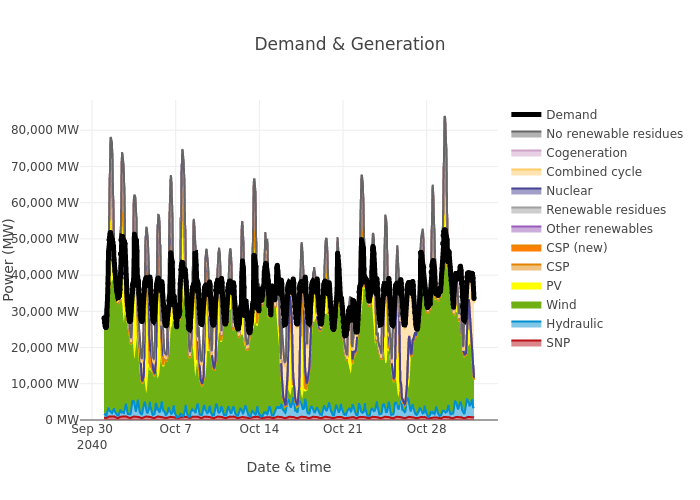 Demand & Generation
80,000 MW
70,000 MW
60,000 MW
50,000 MW
40,000 MW
30,000 MW
20,000 MW
10,000 MW
0 MW
Power (MW)
Sep 30
2040
Oct 7
Oct 14
Oct 21
Oct 28
Date & time
Demand
No renewable residues
Cogeneration
Combined cycle
Nuclear
Renewable residues
Other renewables
CSP (new)
CSP
PV
Wind
Hydraulic
SNP